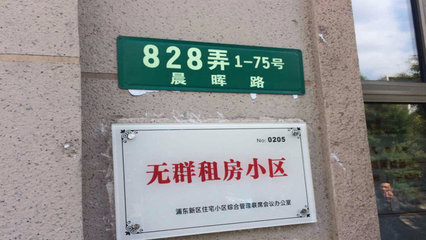 828弄 1-75号
晨晖路
No: 0205
无群租房小区
浦东新区住宅小区综合管理联席会议办公室